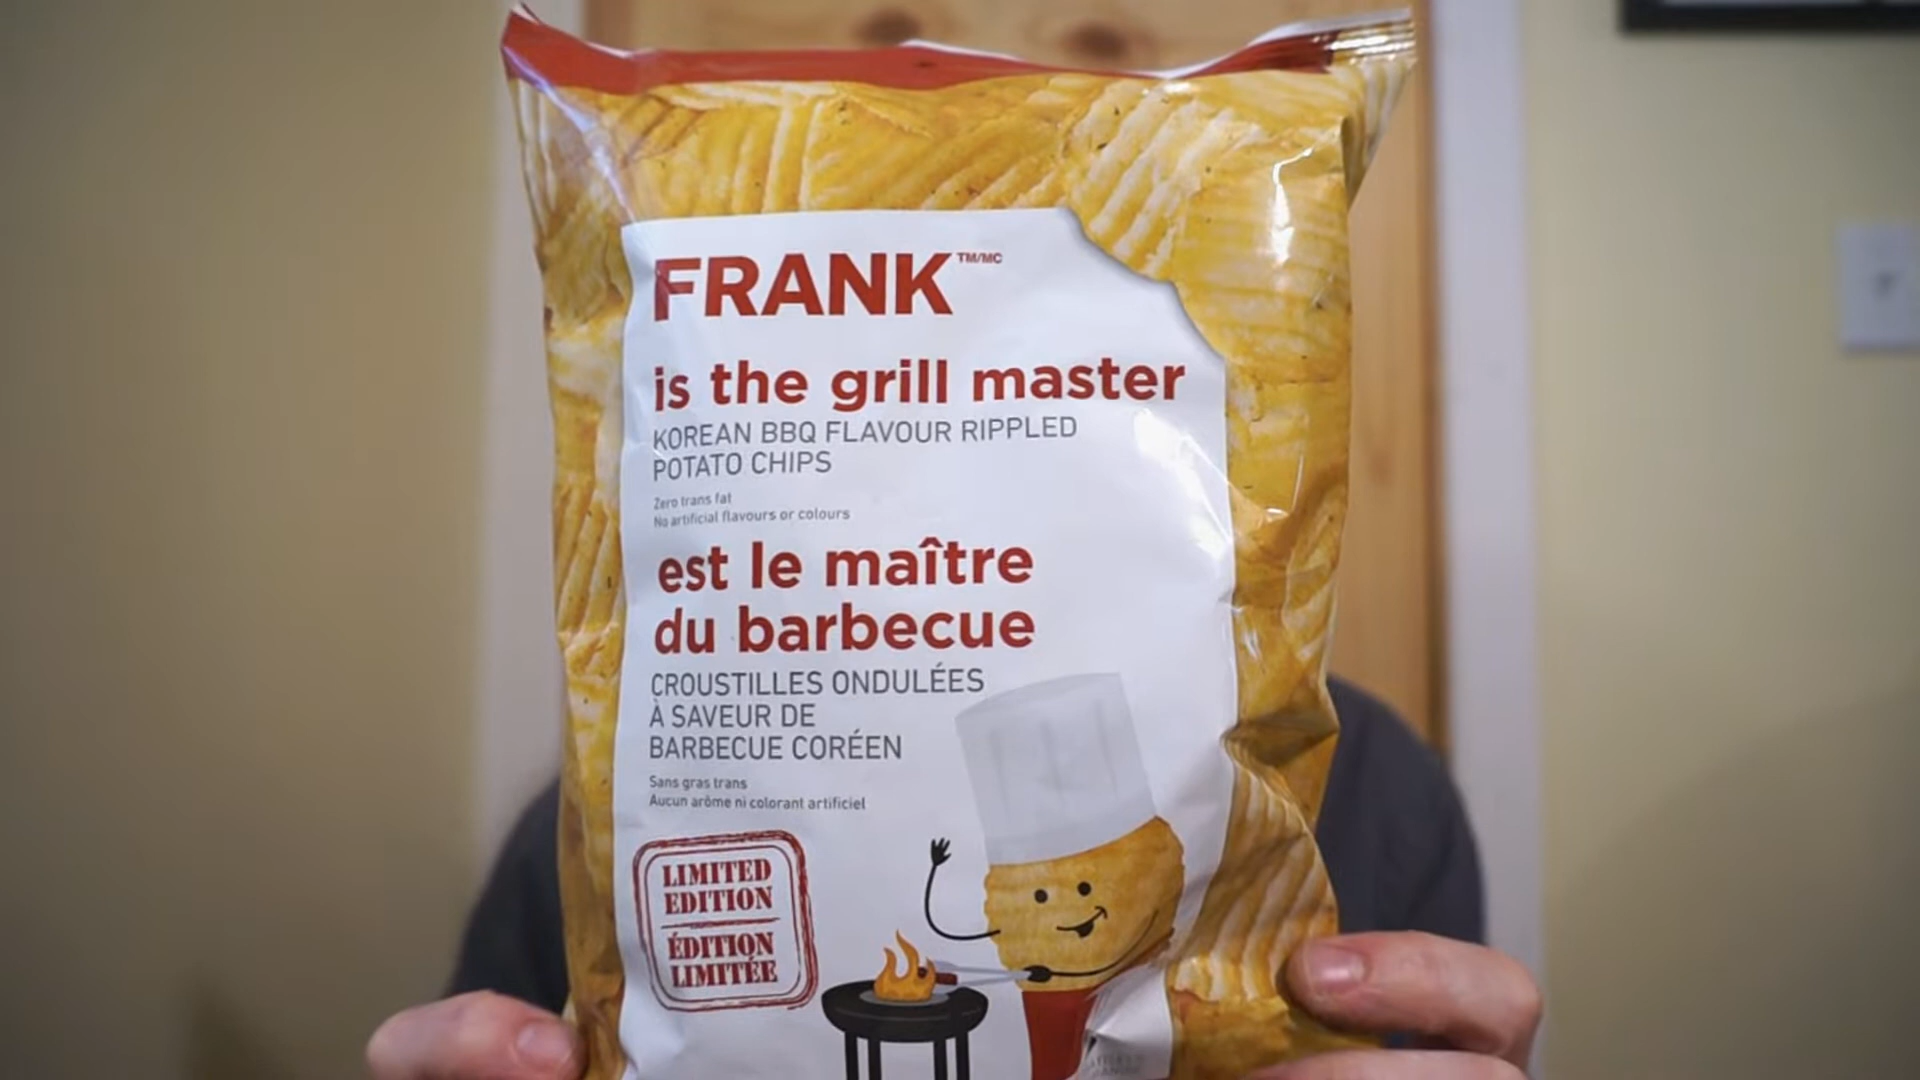 FRANK TM/MC
is the grill master
KOREAN BBQ FLAVOUR RIPPLED
POTATO CHIPS
Zero trans fat
No artificial flavours or colours
est le maître
du barbecue
CROUSTILLES ONDULÉES
À SAVEUR DE
BARBECUE CORÉEN
Sans gras trans
Aucun arôme ni colorant artificiel
LIMITED
EDITION
ÉDITION
LIMITÉE